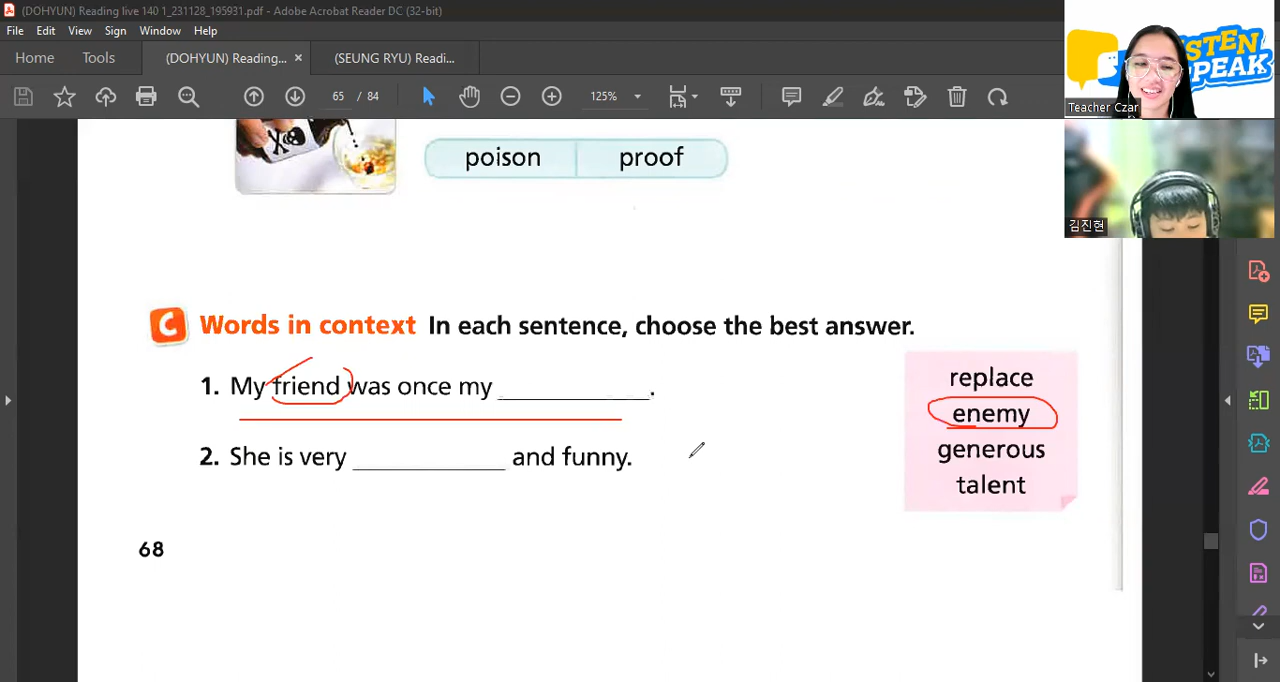 (DOHYUN) Reading live 140 1_231128_195931.pdf - Adobe Acrobat Reader DC (32-bit)
File Edit View Sign Window Help
Home Tools (DOHYUN) Reading... × (SEUNG RYU) Readi...
65 / 84 125%
Teacher Czar
김진현
poison proof
C Words in context In each sentence, choose the best answer.
1. My friend was once my ____________.
2. She is very ____________ and funny.
replace
enemy
generous
talent
68